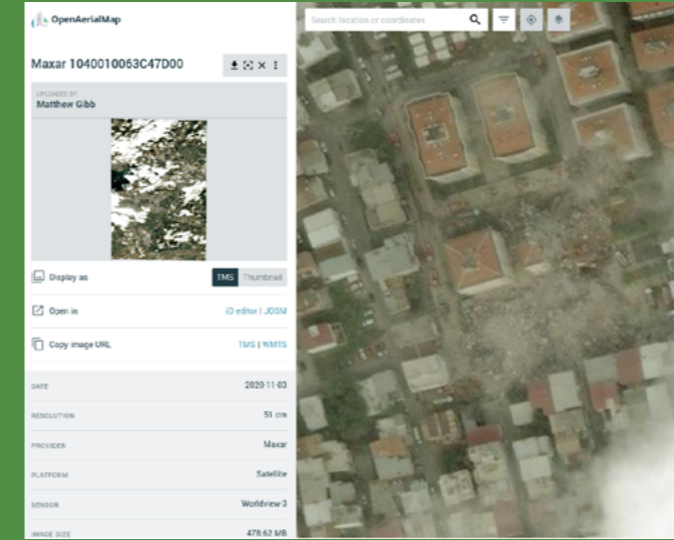 OpenAerialMap
Search location or coordinates
Maxar 1040010063C47D00
UPLOADED BY
Matthew Gibb
Display as TMS Thumbnail
Open in iD editor | JOSM
Copy image URL TMS | WMTS
DATE 2020-11-03
RESOLUTION 51 cm
PROVIDER Maxar
PLATFORM Satellite
SENSOR Worldview-3
IMAGE SIZE 478.62 MB